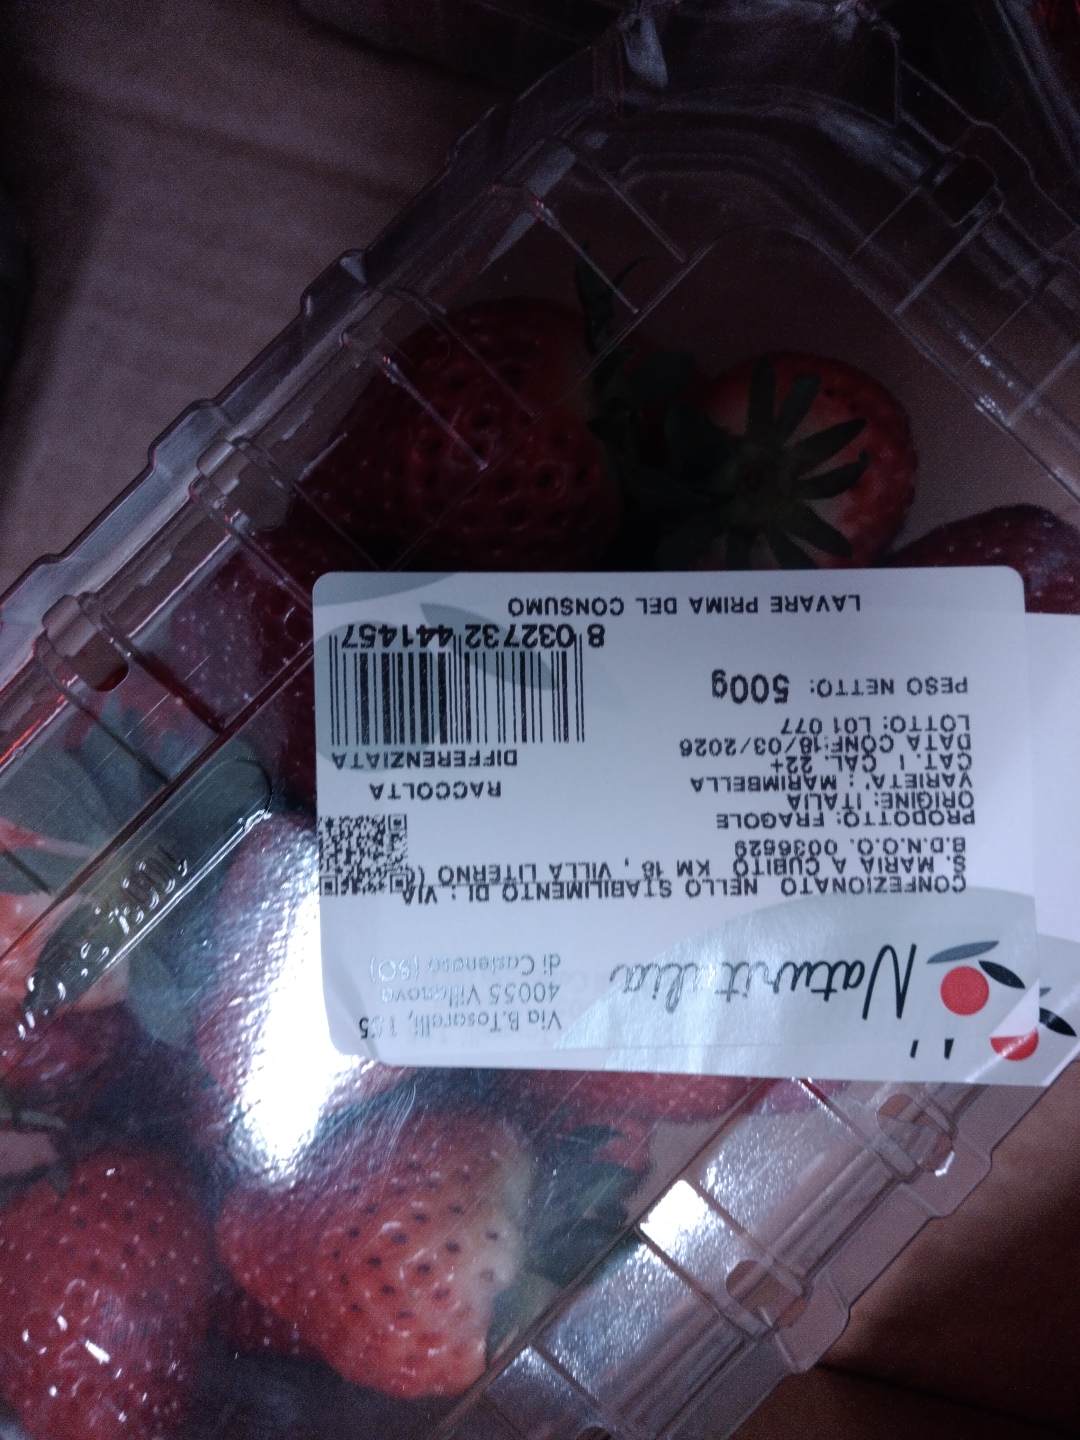 Naturitalia
Via B.Tosarelli, 155
40055 Villanova
di Castenaso (BO)
CONFEZIONATO NELLO STABILIMENTO DI : VIA
S. MARIA A CUBITO KM 18 , VILLA LITERNO (
B.D.N.O.O. 0036529
PRODOTTO: FRAGOLE
ORIGINE: ITALIA
VARIETA' : MARIMBELLA
CAT. I CAL. 22+
DATA CONF:18/03/2026
LOTTO: L01 077
PESO NETTO: 500g
RACCOLTA
DIFFERENZIATA
8 032732 441457
LAVARE PRIMA DEL CONSUMO